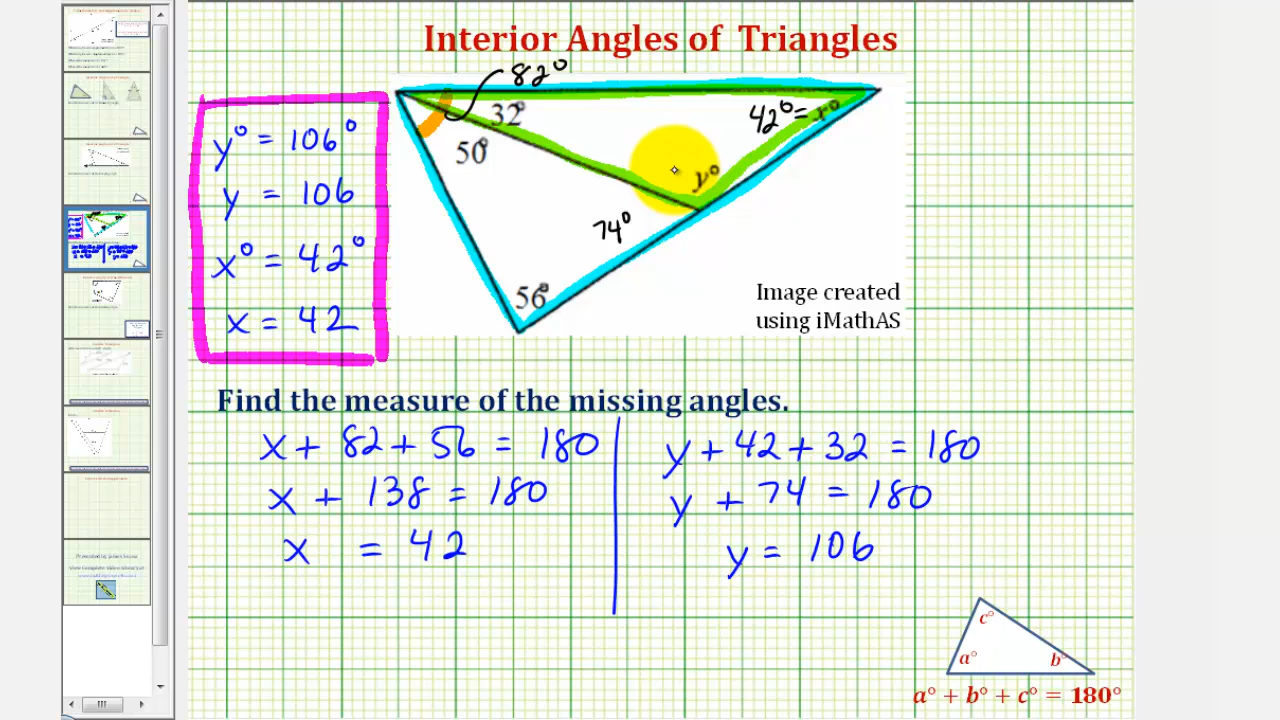 Interior Angles of Triangles
82°
32°
42° = x°
50°
y°
74°
56°
y° = 106°
y = 106
x° = 42°
x = 42
Image created
using iMathAS
Find the measure of the missing angles.
x + 82 + 56 = 180
x + 138 = 180
x = 42
y + 42 + 32 = 180
y + 74 = 180
y = 106
c°
a°
b°
a° + b° + c° = 180°